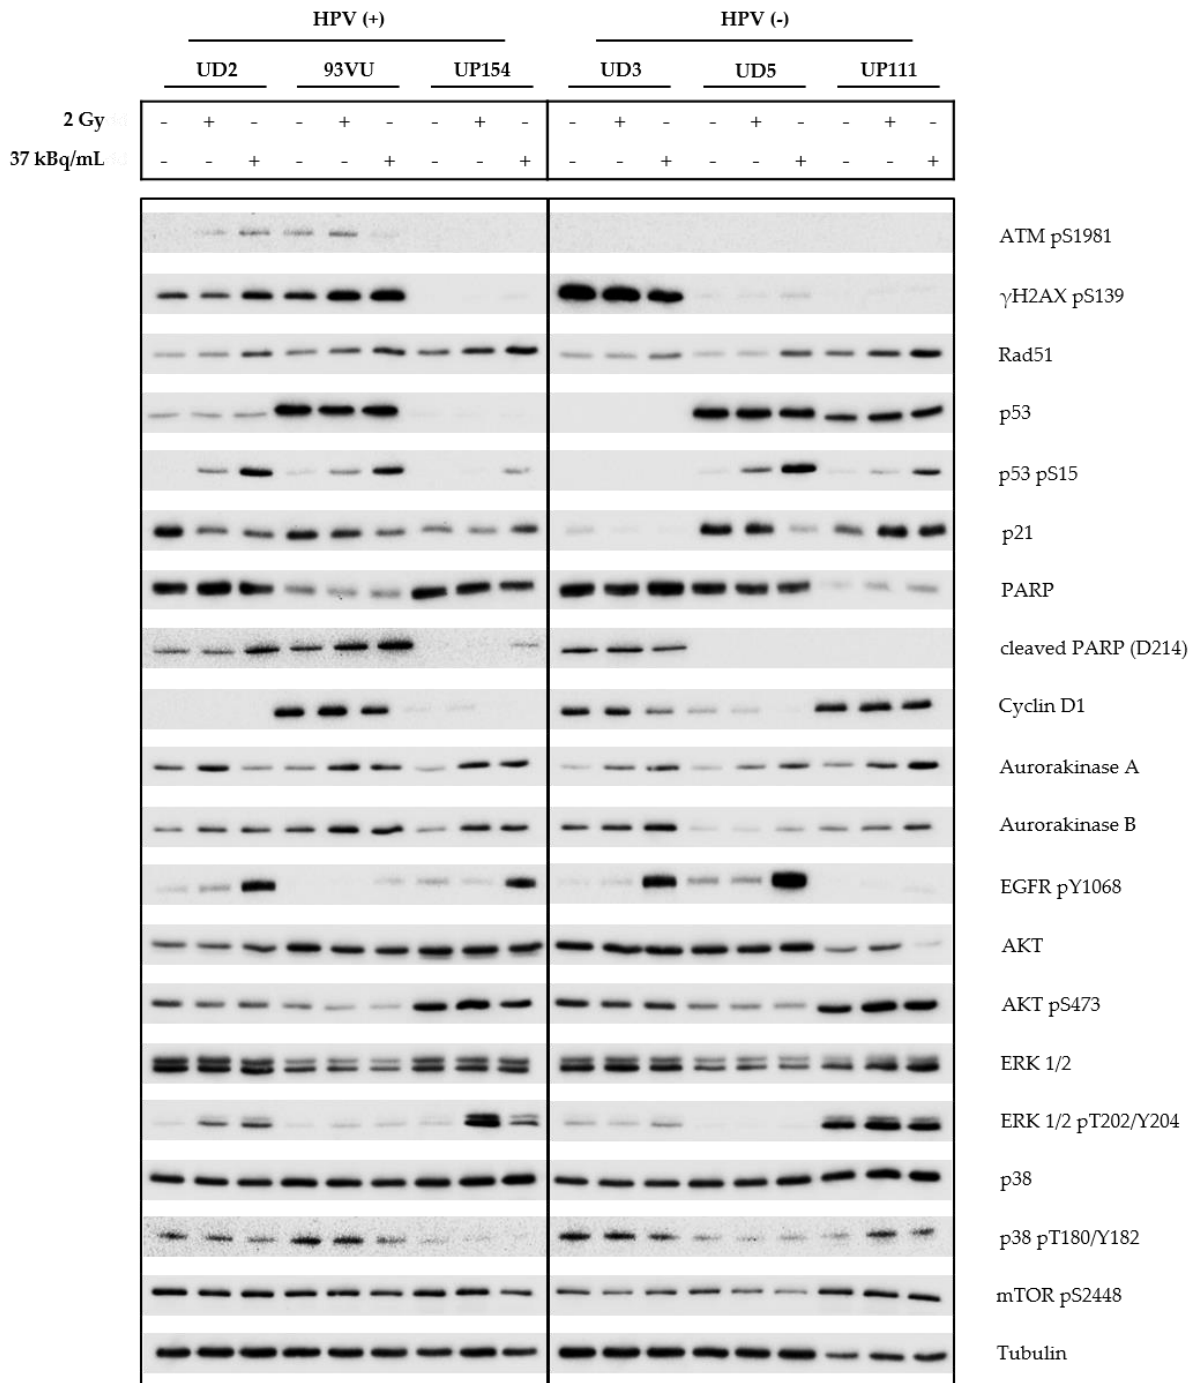 HPV (+) HPV (-)
UD2 93VU UP154 UD3 UD5 UP111
2 Gy - + - - + - - + - - + - - + - - + -
37 kBq/mL - - + - - + - - + - - + - - + - - +
ATM pS1981
γH2AX pS139
Rad51
p53
p53 pS15
p21
PARP
cleaved PARP (D214)
Cyclin D1
Aurorakinase A
Aurorakinase B
EGFR pY1068
AKT
AKT pS473
ERK 1/2
ERK 1/2 pT202/Y204
p38
p38 pT180/Y182
mTOR pS2448
Tubulin